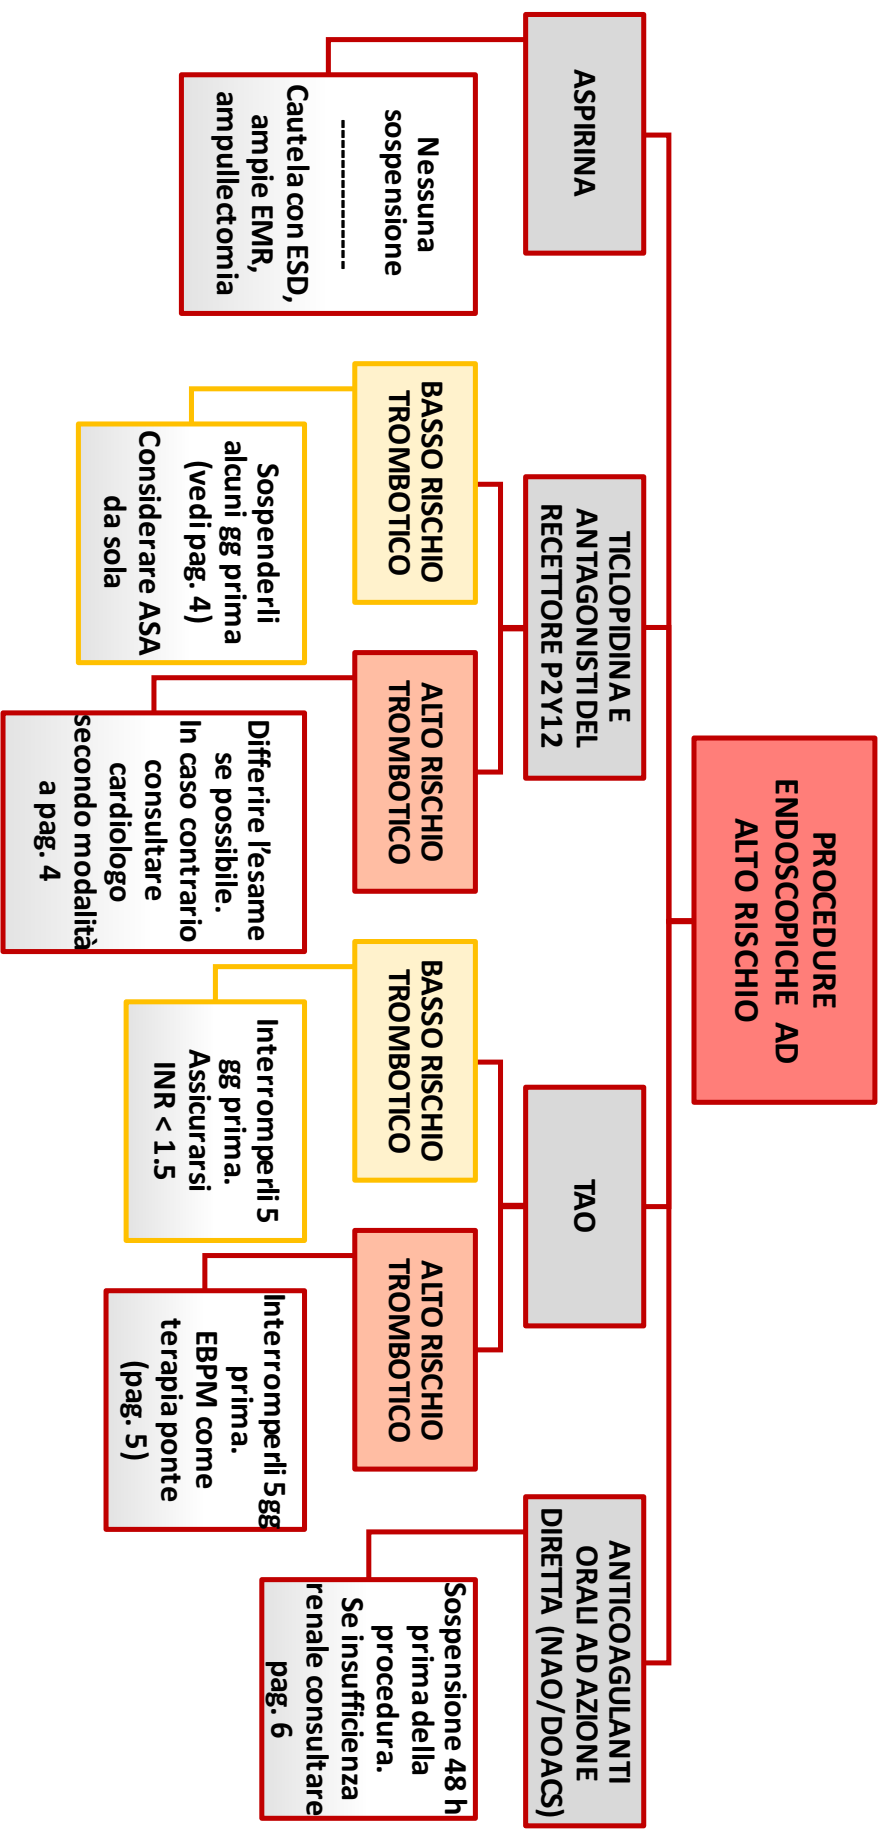 PROCEDURE
ENDOSCOPICHE AD
ALTO RISCHIO
ASPIRINA
Nessuna
sospensione
---------------
Cautela con ESD,
ampie EMR,
ampullectomia
TICLOPIDINA E
ANTAGONISTI DEL
RECETTORE P2Y12
BASSO RISCHIO
TROMBOTICO
Sospenderli
alcuni gg prima
(vedi pag. 4)
Considerare ASA
da sola
ALTO RISCHIO
TROMBOTICO
Differire l'esame
se possibile.
In caso contrario
consultare
cardiologo
secondo modalità
a pag. 4
TAO
BASSO RISCHIO
TROMBOTICO
Interromperli 5
gg prima.
Assicurarsi
INR < 1.5
ALTO RISCHIO
TROMBOTICO
Interromperli 5gg
prima.
EBPM come
terapia ponte
(pag. 5)
ANTICOAGULANTI
ORALI AD AZIONE
DIRETTA (NAO/DOACS)
Sospensione 48 h
prima della
procedura.
Se insufficienza
renale consultare
pag. 6